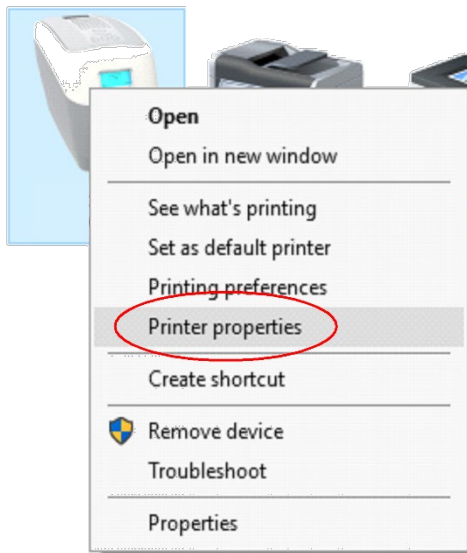 Open
Open in new window
See what's printing
Set as default printer
Printing preferences
Printer properties
Create shortcut
Remove device
Troubleshoot
Properties